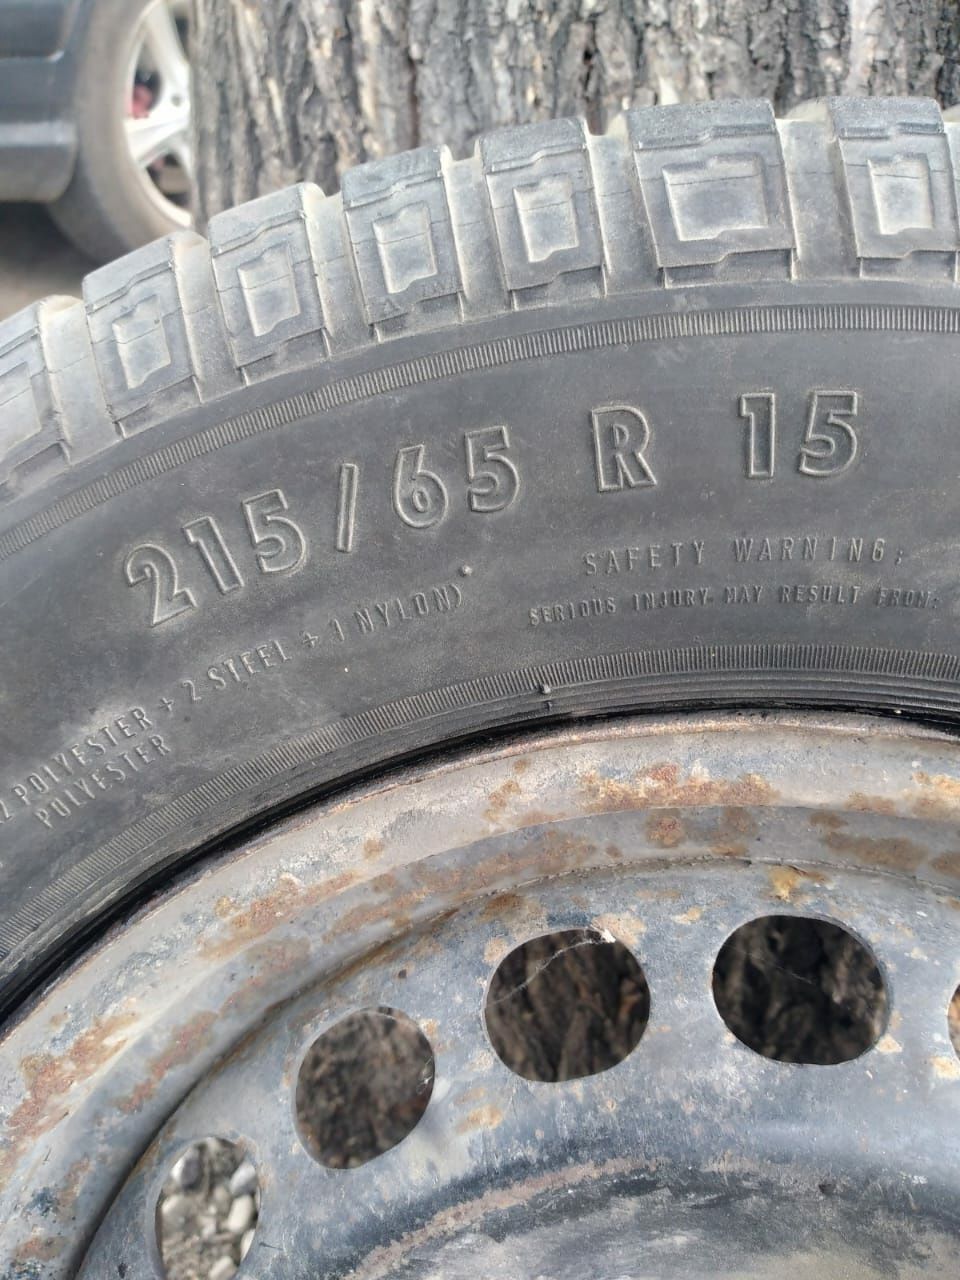 215/65 R 15
SAFETY WARNING;
SERIOUS INJURY MAY RESULT FROM:
2 POLYESTER + 2 STEEL + 1 NYLON)
POLYESTER